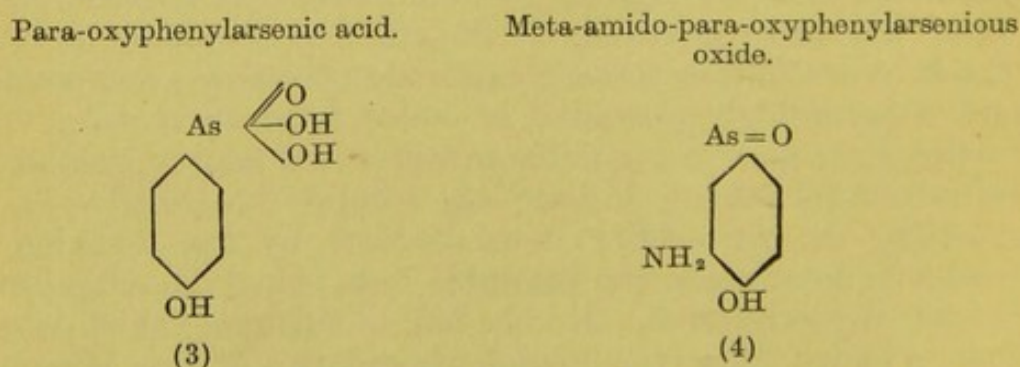 Para-oxyphenylarsenic acid.
Meta-amido-para-oxyphenylarsenious
oxide.
O
As OH
OH
OH
(3)
As=O
NH₂
OH
(4)